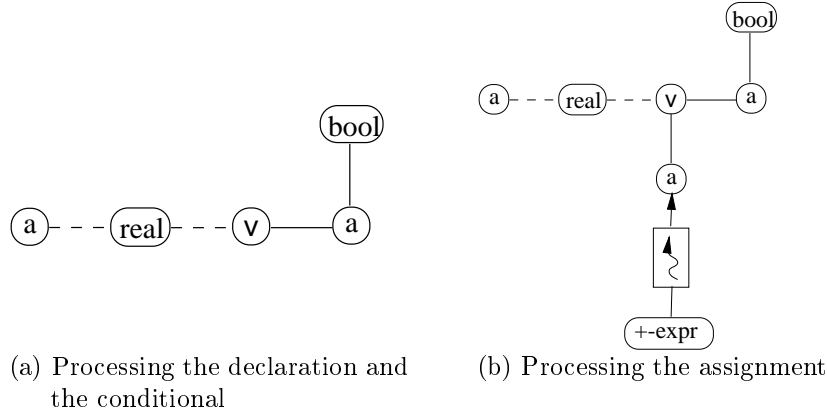 bool
a real v a
bool
a real v a
a
+-expr
(a) Processing the declaration and
the conditional
(b) Processing the assignment